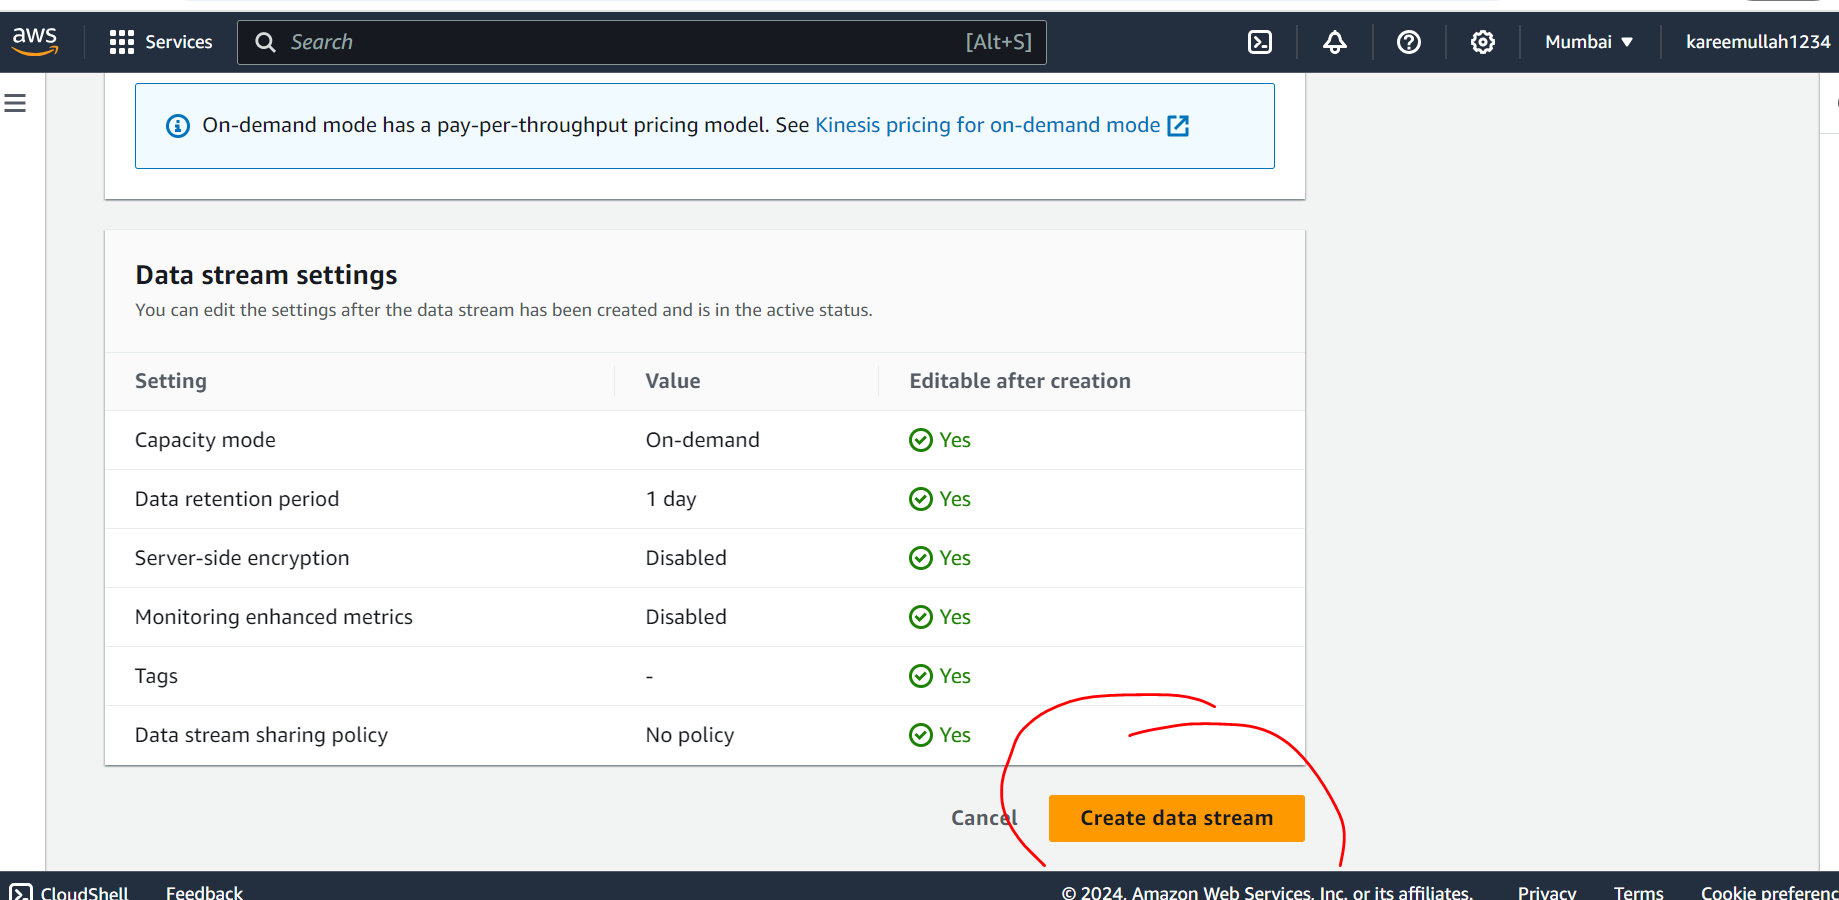 aws Services Search [Alt+S] Mumbai kareemullah1234
On-demand mode has a pay-per-throughput pricing model. See Kinesis pricing for on-demand mode
Data stream settings
You can edit the settings after the data stream has been created and is in the active status.
Setting Value Editable after creation
Capacity mode On-demand Yes
Data retention period 1 day Yes
Server-side encryption Disabled Yes
Monitoring enhanced metrics Disabled Yes
Tags - Yes
Data stream sharing policy No policy Yes
Cancel Create data stream
CloudShell Feedback © 2024, Amazon Web Services, Inc. or its affiliates. Privacy Terms Cookie preferenc